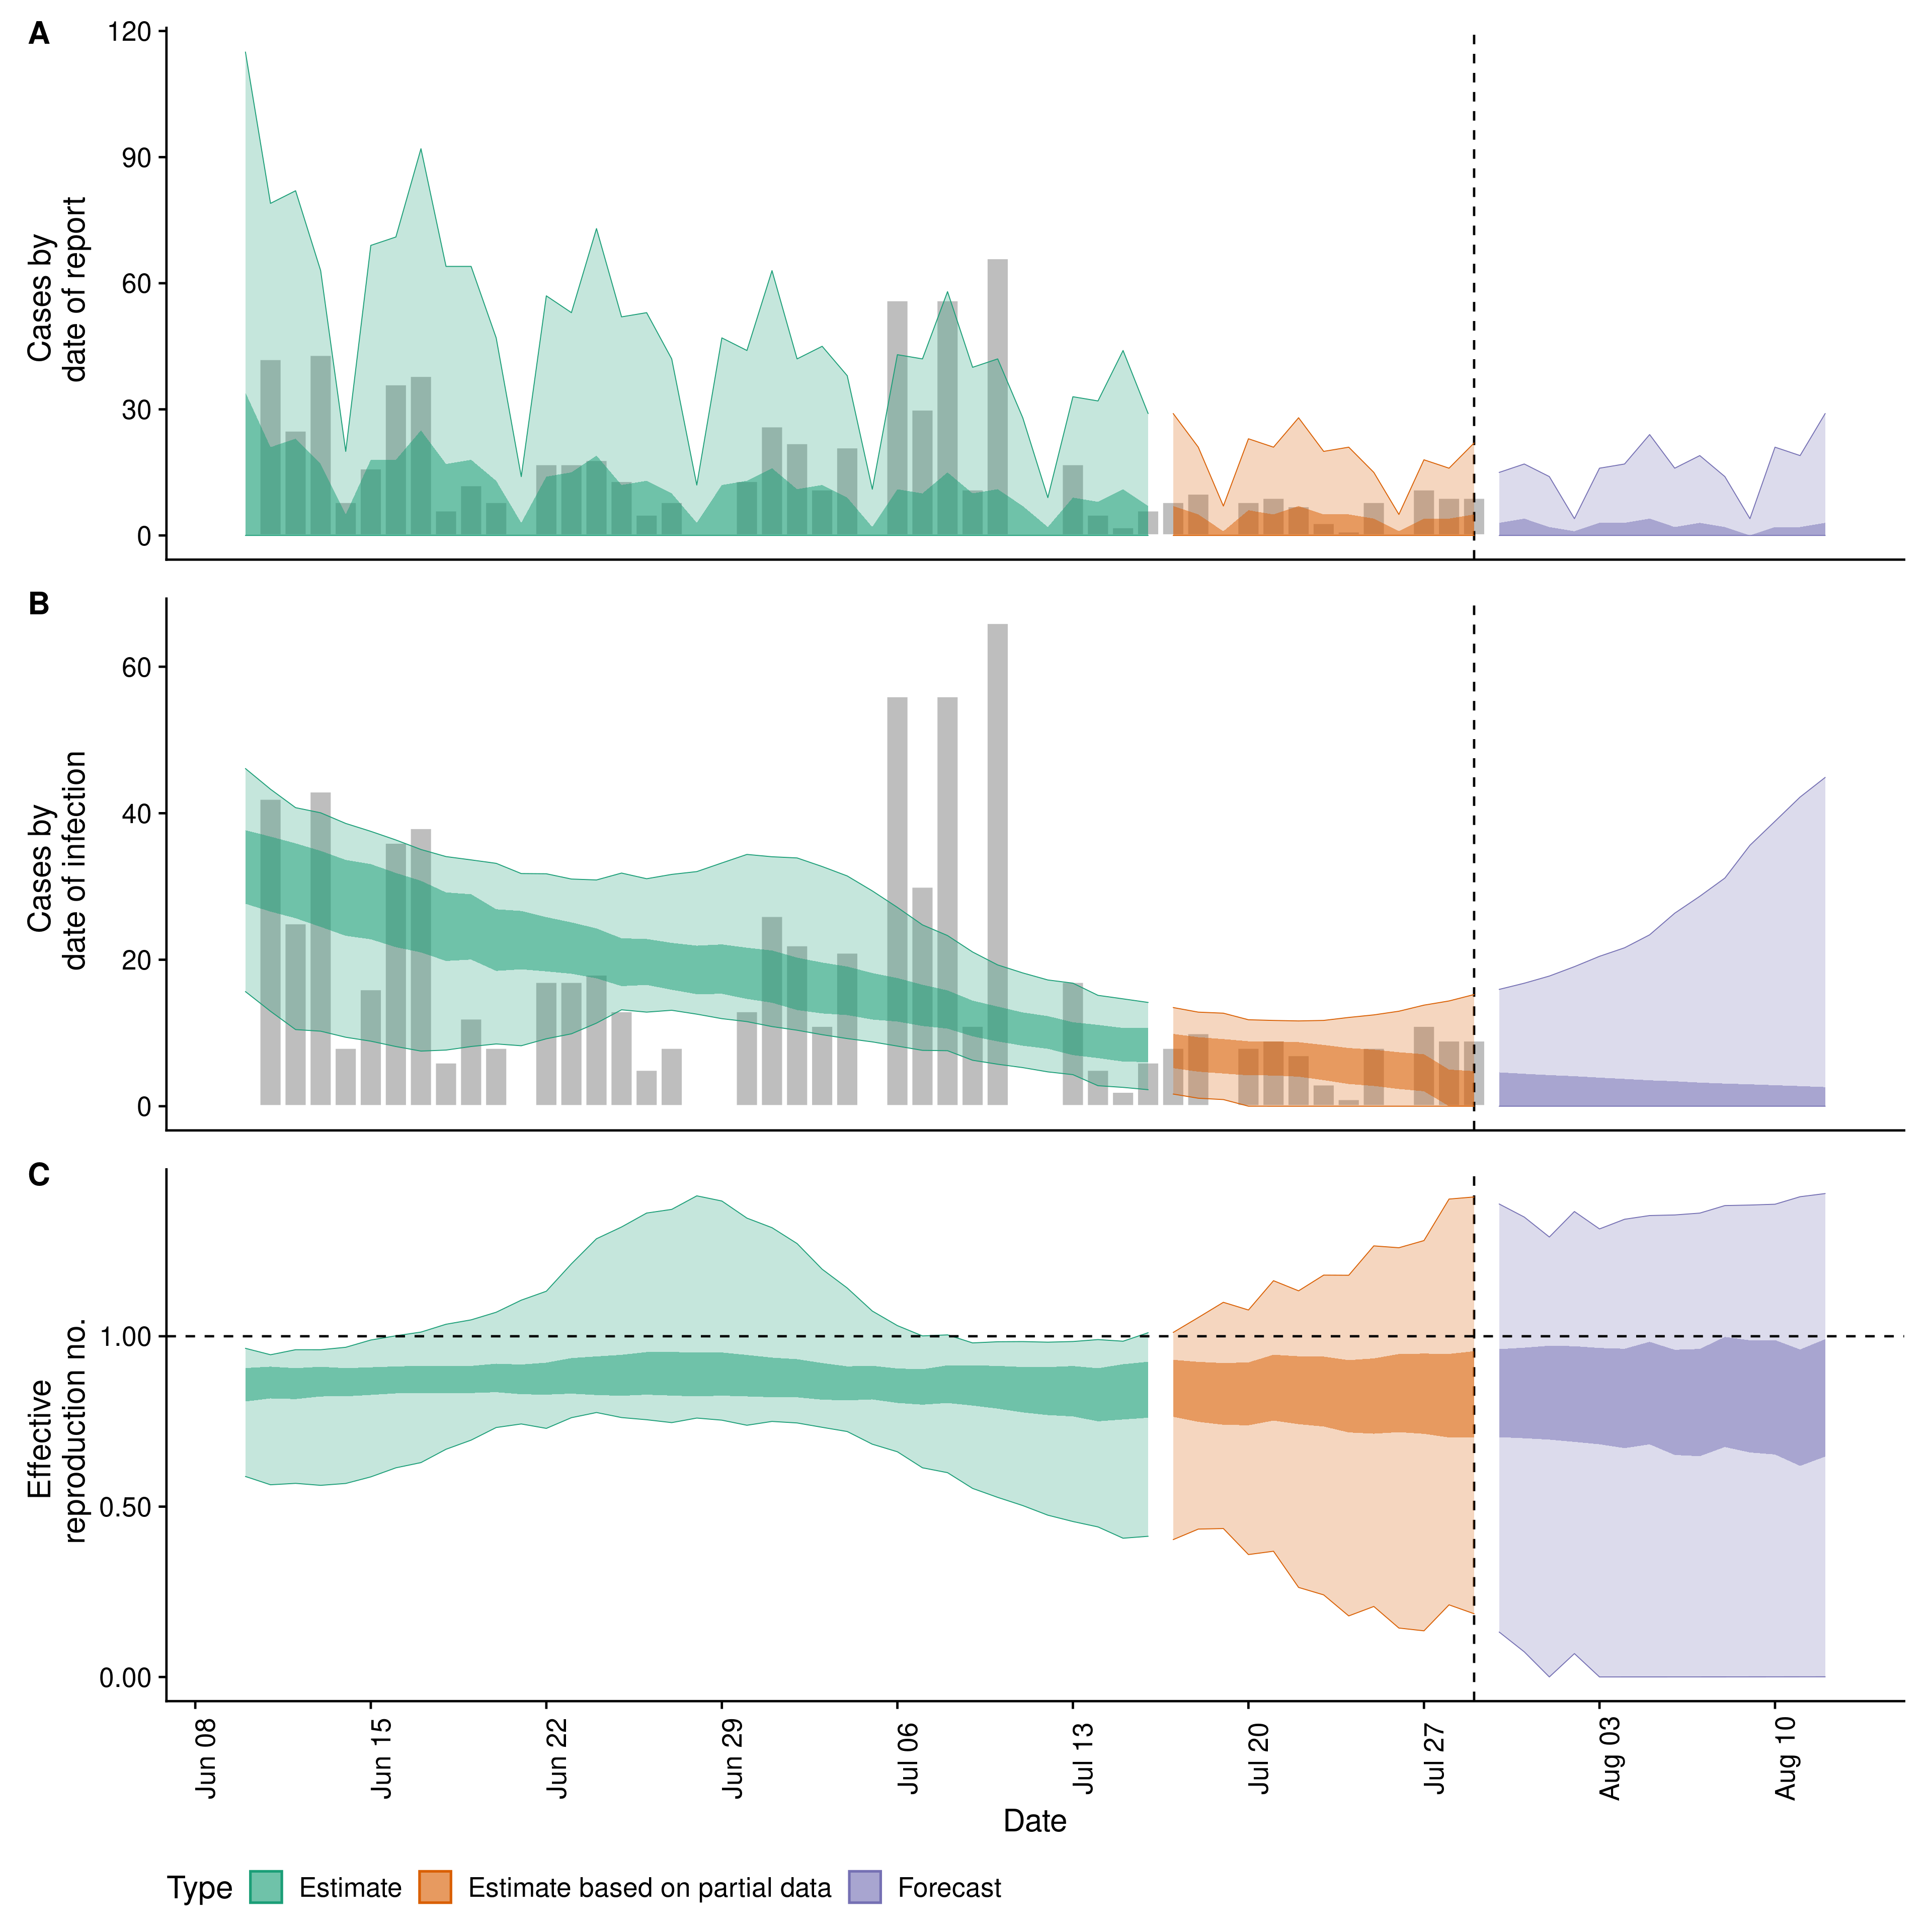 A
Cases by
date of report
120
90
60
30
0
B
Cases by
date of infection
60
40
20
0
C
Effective
reproduction no.
1.00
0.50
0.00
Jun 08
Jun 15
Jun 22
Jun 29
Jul 06
Jul 13
Jul 20
Jul 27
Aug 03
Aug 10
Date
Type Estimate Estimate based on partial data Forecast